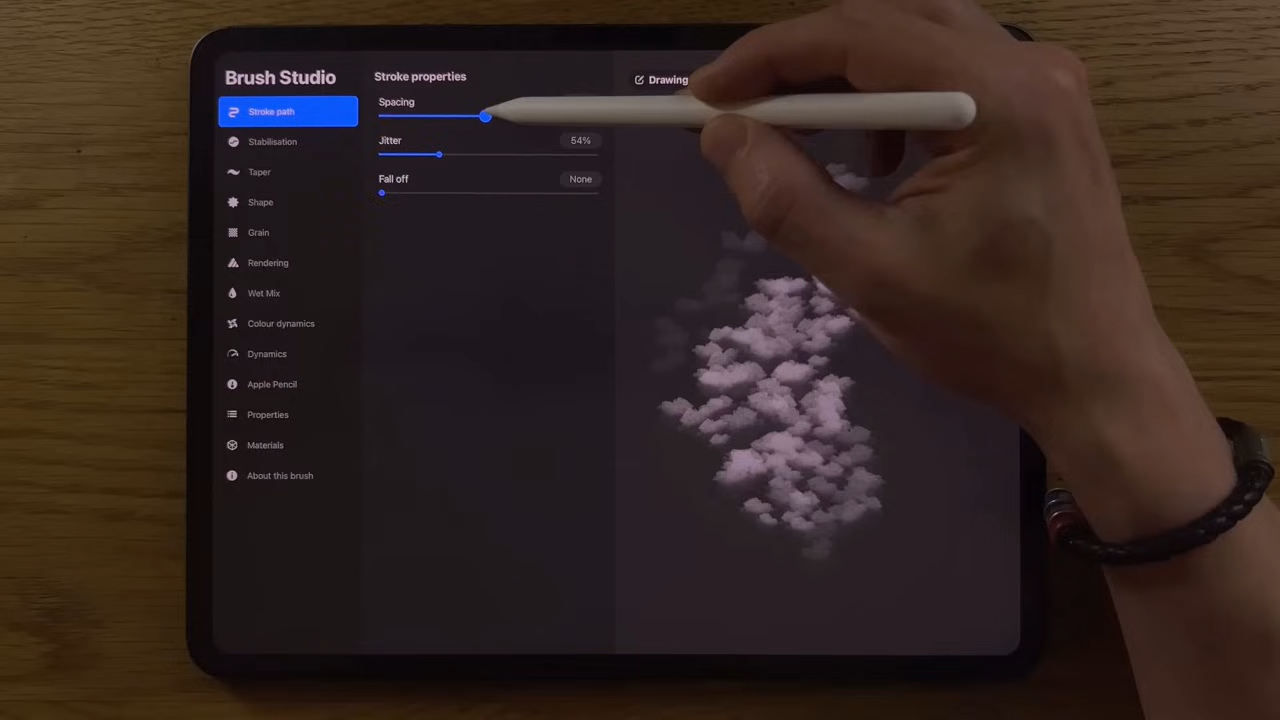 Brush Studio
Stroke path
Stabilisation
Taper
Shape
Grain
Rendering
Wet Mix
Colour dynamics
Dynamics
Apple Pencil
Properties
Materials
About this brush
Stroke properties
Spacing
Jitter 54%
Fall off None
Drawing